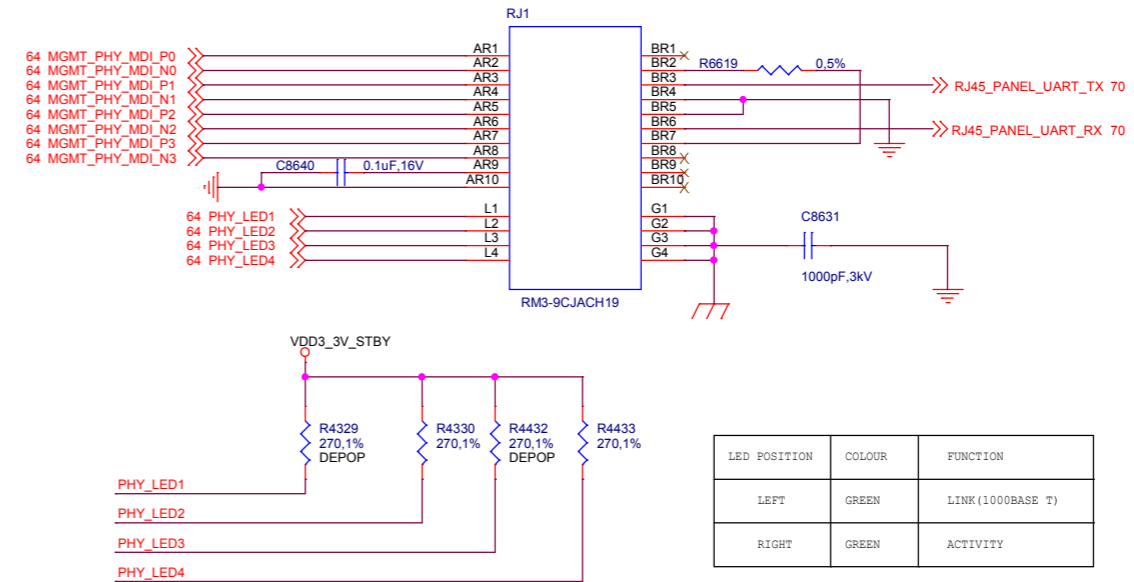 RJ1
64 MGMT_PHY_MDI_P0
64 MGMT_PHY_MDI_N0
64 MGMT_PHY_MDI_P1
64 MGMT_PHY_MDI_N1
64 MGMT_PHY_MDI_P2
64 MGMT_PHY_MDI_N2
64 MGMT_PHY_MDI_P3
64 MGMT_PHY_MDI_N3
C8640 0.1uF,16V
AR1
AR2
AR3
AR4
AR5
AR6
AR7
AR8
AR9
AR10
64 PHY_LED1
64 PHY_LED2
64 PHY_LED3
64 PHY_LED4
L1
L2
L3
L4
BR1
BR2
BR3
BR4
BR5
BR6
BR7
BR8
BR9
BR10
G1
G2
G3
G4
R6619 0,5%
RJ45_PANEL_UART_TX 70
RJ45_PANEL_UART_RX 70
C8631
1000pF,3kV
RM3-9CJACH19
VDD3_3V_STBY
R4329
270,1%
DEPOP
R4330
270,1%
R4432
270,1%
DEPOP
R4433
270,1%
PHY_LED1
PHY_LED2
PHY_LED3
PHY_LED4
LED POSITION COLOUR FUNCTION
LEFT GREEN LINK(1000BASE T)
RIGHT GREEN ACTIVITY